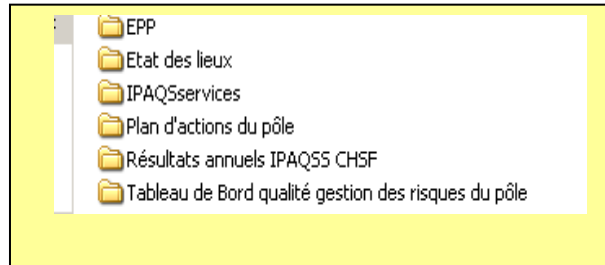 EPP
Etat des lieux
IPAQSservices
Plan d'actions du pôle
Résultats annuels IPAQSS CHSF
Tableau de Bord qualité gestion des risques du pôle